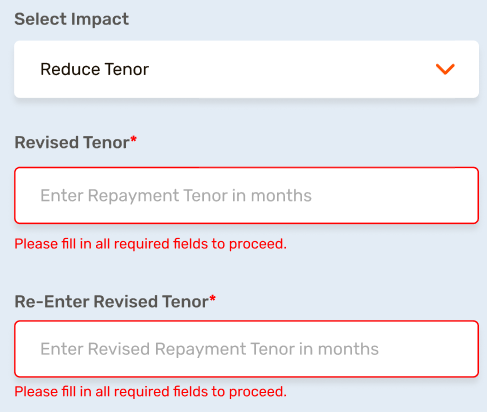 Select Impact
Reduce Tenor
Revised Tenor*
Enter Repayment Tenor in months
Please fill in all required fields to proceed.
Re-Enter Revised Tenor*
Enter Revised Repayment Tenor in months
Please fill in all required fields to proceed.